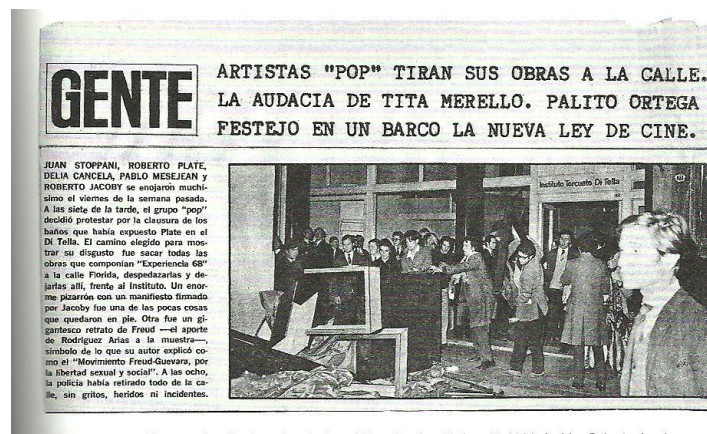 GENTE
ARTISTAS "POP" TIRAN SUS OBRAS A LA CALLE.
LA AUDACIA DE TITA MERELLO. PALITO ORTEGA
FESTEJO EN UN BARCO LA NUEVA LEY DE CINE.
JUAN STOPPANI, ROBERTO PLATE,
DELIA CANCELA, PABLO MESEJEAN y
ROBERTO JACOBY se enojaron muchí-
simo el viernes de la semana pasada.
A las siete de la tarde, el grupo "pop"
decidió protestar por la clausura de los
baños que había expuesto Plate en el
Di Tella. El camino elegido para mos-
trar su disgusto fue sacar todas las
obras que componían "Experiencia 68"
a la calle Florida, despedazarlas y de-
jarlas allí, frente al Instituto. Un enor-
me pizarrón con un manifiesto firmado
por Jacoby fue una de las pocas cosas
que quedaron en pie. Otra fue un gi-
gantesco retrato de Freud —el aporte
de Rodríguez Arias a la muestra—,
símbolo de lo que su autor explicó co-
mo el "Movimiento Freud-Guevara, por
la libertad sexual y social". A las ocho,
la policía había retirado todo de la ca-
lle, sin gritos, heridos ni incidentes.
Instituto Torcuato Di Tella